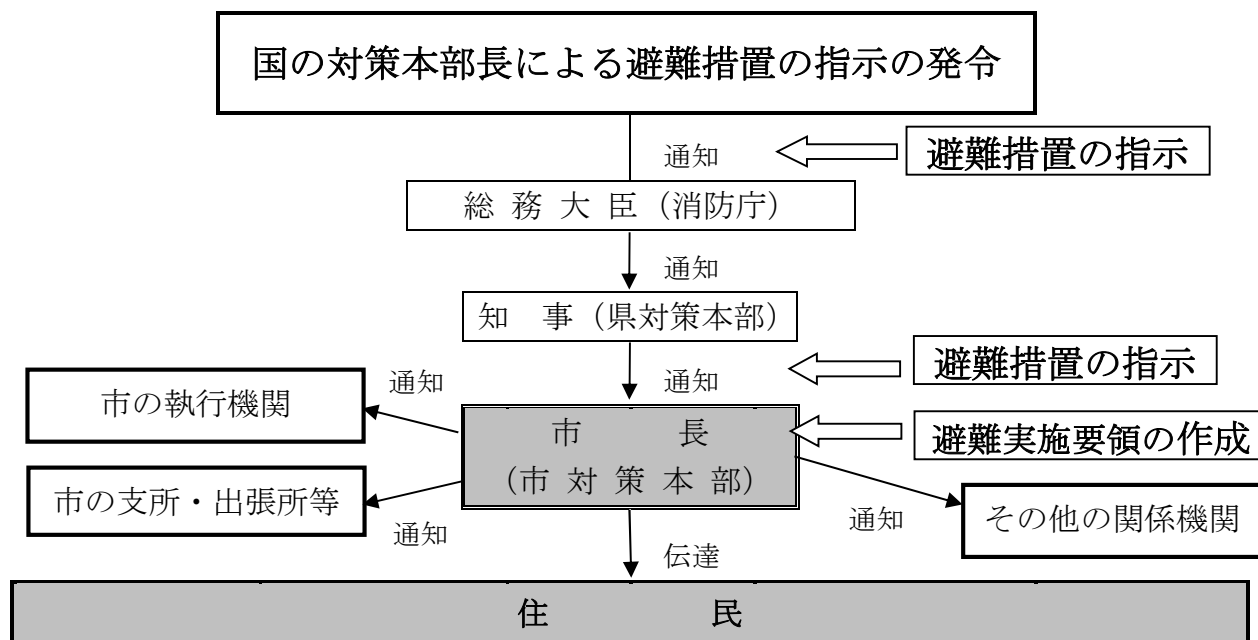 国の対策本部長による避難措置の指示の発令
通知
避難措置の指示
総 務 大 臣（消防庁）
通知
知　事（県対策本部）
通知
避難措置の指示
市の執行機関
通知
市　　　長
（市 対 策 本 部）
避難実施要領の作成
市の支所・出張所等
通知
通知
その他の関係機関
伝達
住　　　　民